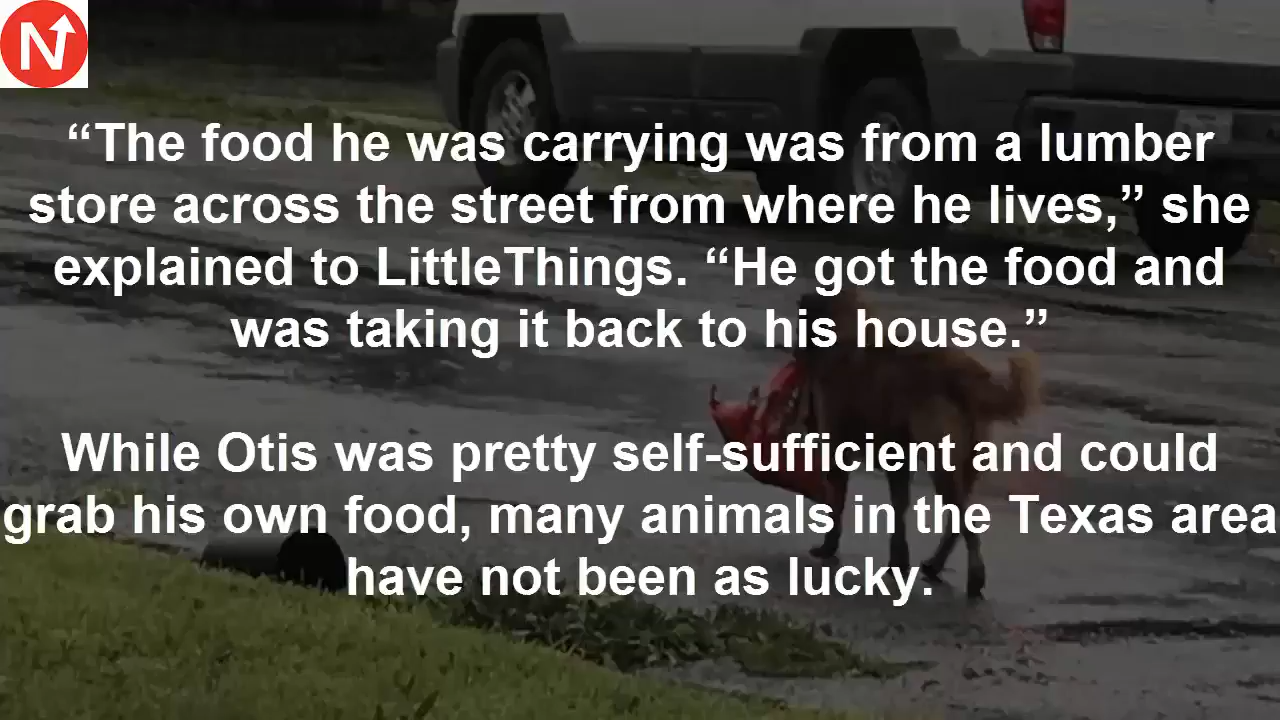 N
“The food he was carrying was from a lumber
store across the street from where he lives,” she
explained to LittleThings. “He got the food and
was taking it back to his house.”
While Otis was pretty self-sufficient and could
grab his own food, many animals in the Texas area
have not been as lucky.